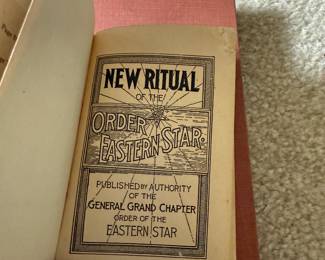 NEW RITUAL
OF THE
ORDER
EASTERN STAR
PUBLISHED BY AUTHORITY
OF THE
GENERAL GRAND CHAPTER
ORDER OF THE
EASTERN STAR